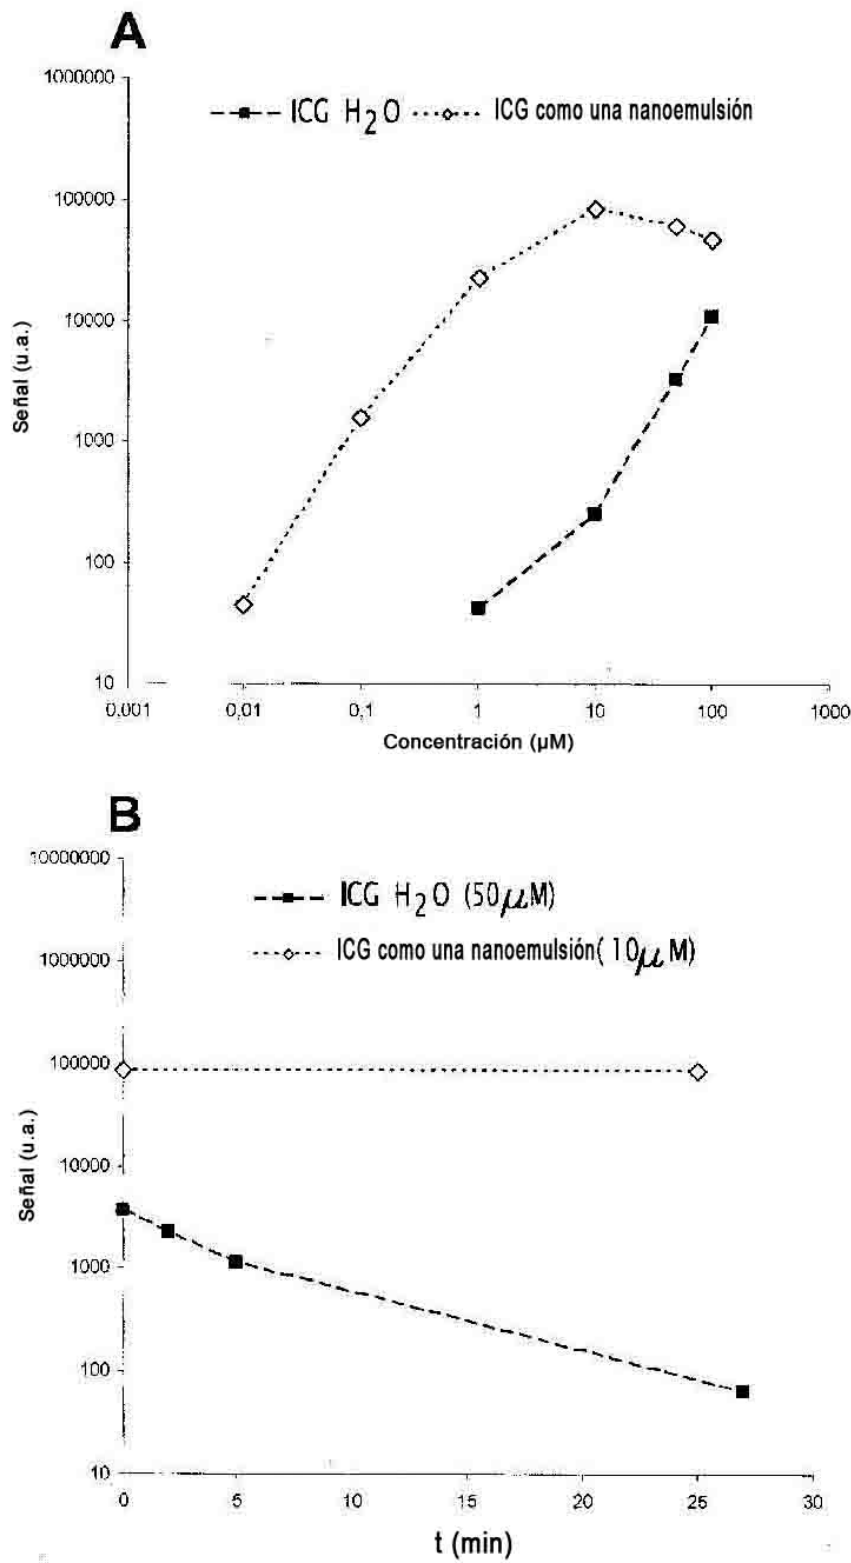 A
1000000
ICG H2O
ICG como una nanoemulsión
100000
10000
1000
100
10
Señal (u.a.)
0.001
0,01
0,1
1
10
100
1000
Concentración (µM)
B
10000000
ICG H2O (50µM)
1000000
ICG como una nanoemulsión(10µM)
100000
10000
1000
100
10
Señal (u.a.)
0
5
10
15
20
25
30
t (min)